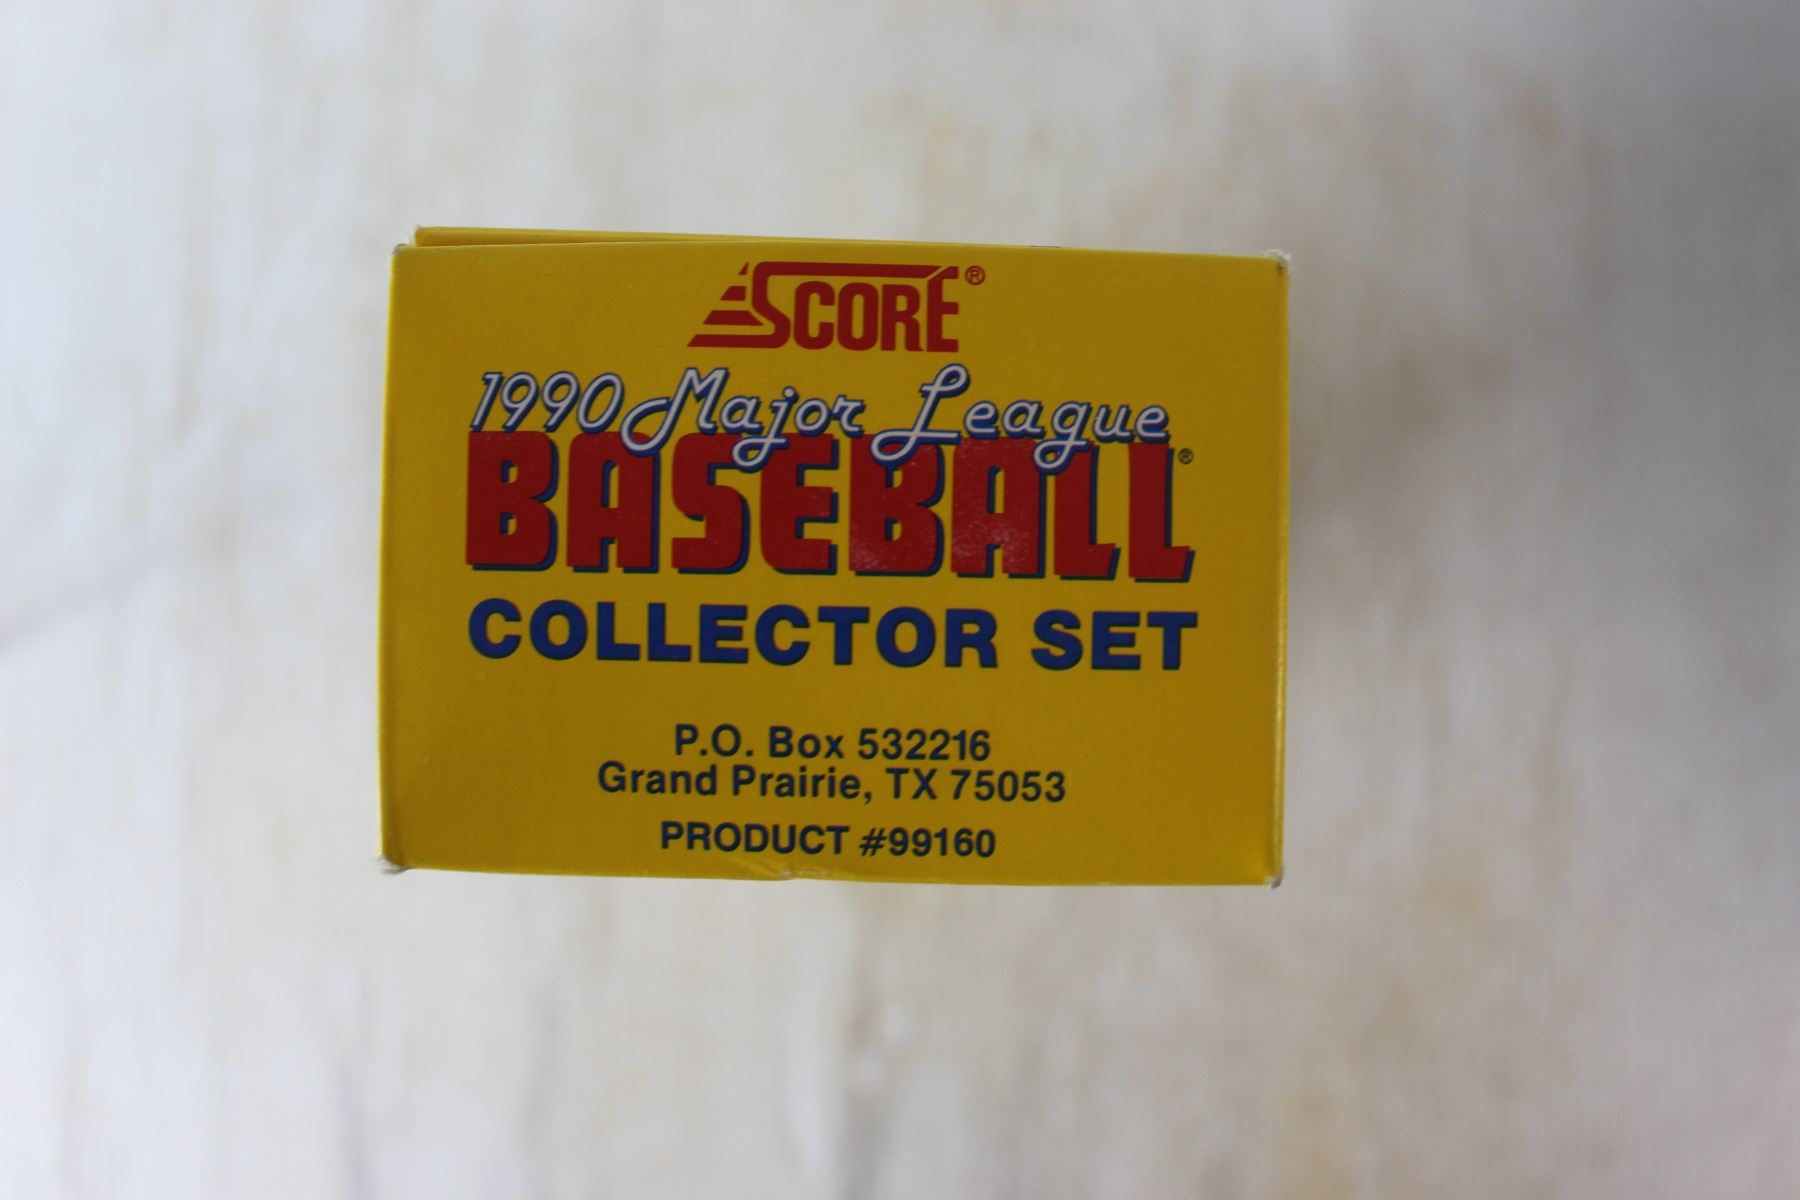 SCORE®
1990 Major League
BASEBALL®
COLLECTOR SET
P.O. Box 532216
Grand Prairie, TX 75053
PRODUCT #99160